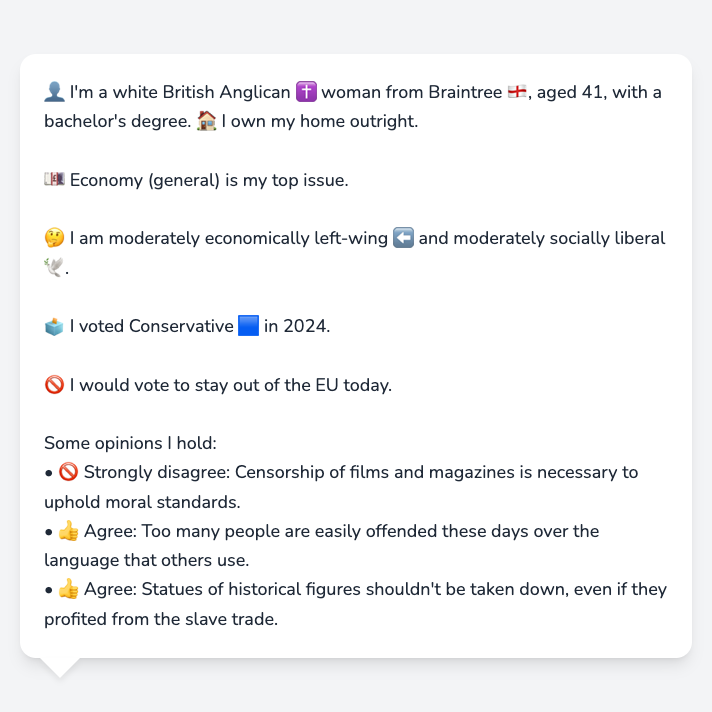 👤 I'm a white British Anglican ✝️ woman from Braintree 🏴󠁧󠁢󠁥󠁮󠁧󠁿, aged 41, with a
bachelor's degree. 🏠 I own my home outright.
💷 Economy (general) is my top issue.
🤔 I am moderately economically left-wing ⬅️ and moderately socially liberal
🕊️.
🗳️ I voted Conservative 🟦 in 2024.
🚫 I would vote to stay out of the EU today.
Some opinions I hold:
• 🚫 Strongly disagree: Censorship of films and magazines is necessary to
uphold moral standards.
• 👍 Agree: Too many people are easily offended these days over the
language that others use.
• 👍 Agree: Statues of historical figures shouldn't be taken down, even if they
profited from the slave trade.